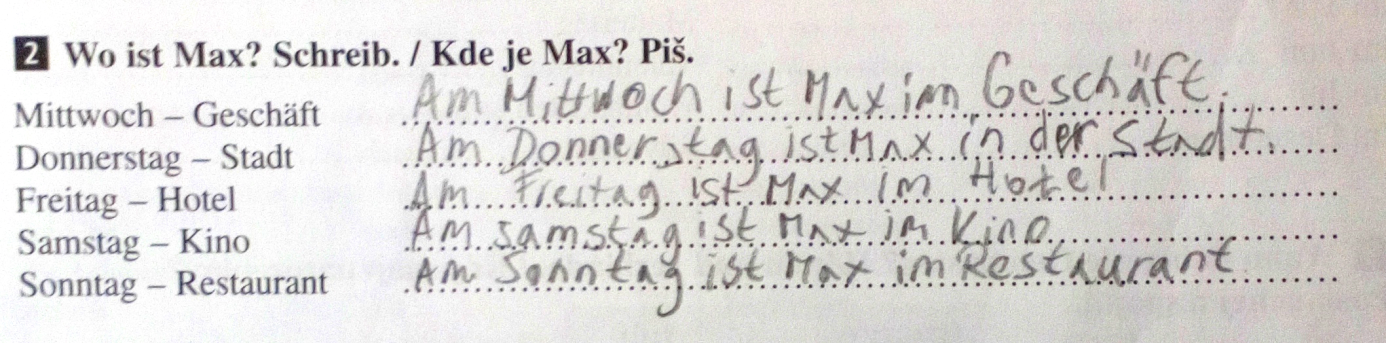 2 Wo ist Max? Schreib. / Kde je Max? Piš.
Mittwoch – Geschäft Am Mittwoch ist Max im Geschäft.
Donnerstag – Stadt Am Donnerstag ist Max in der Stadt.
Freitag – Hotel Am Freitag ist Max im Hotel
Samstag – Kino Am samstag ist Max im Kino
Sonntag – Restaurant Am Sonntag ist Max im Restaurant